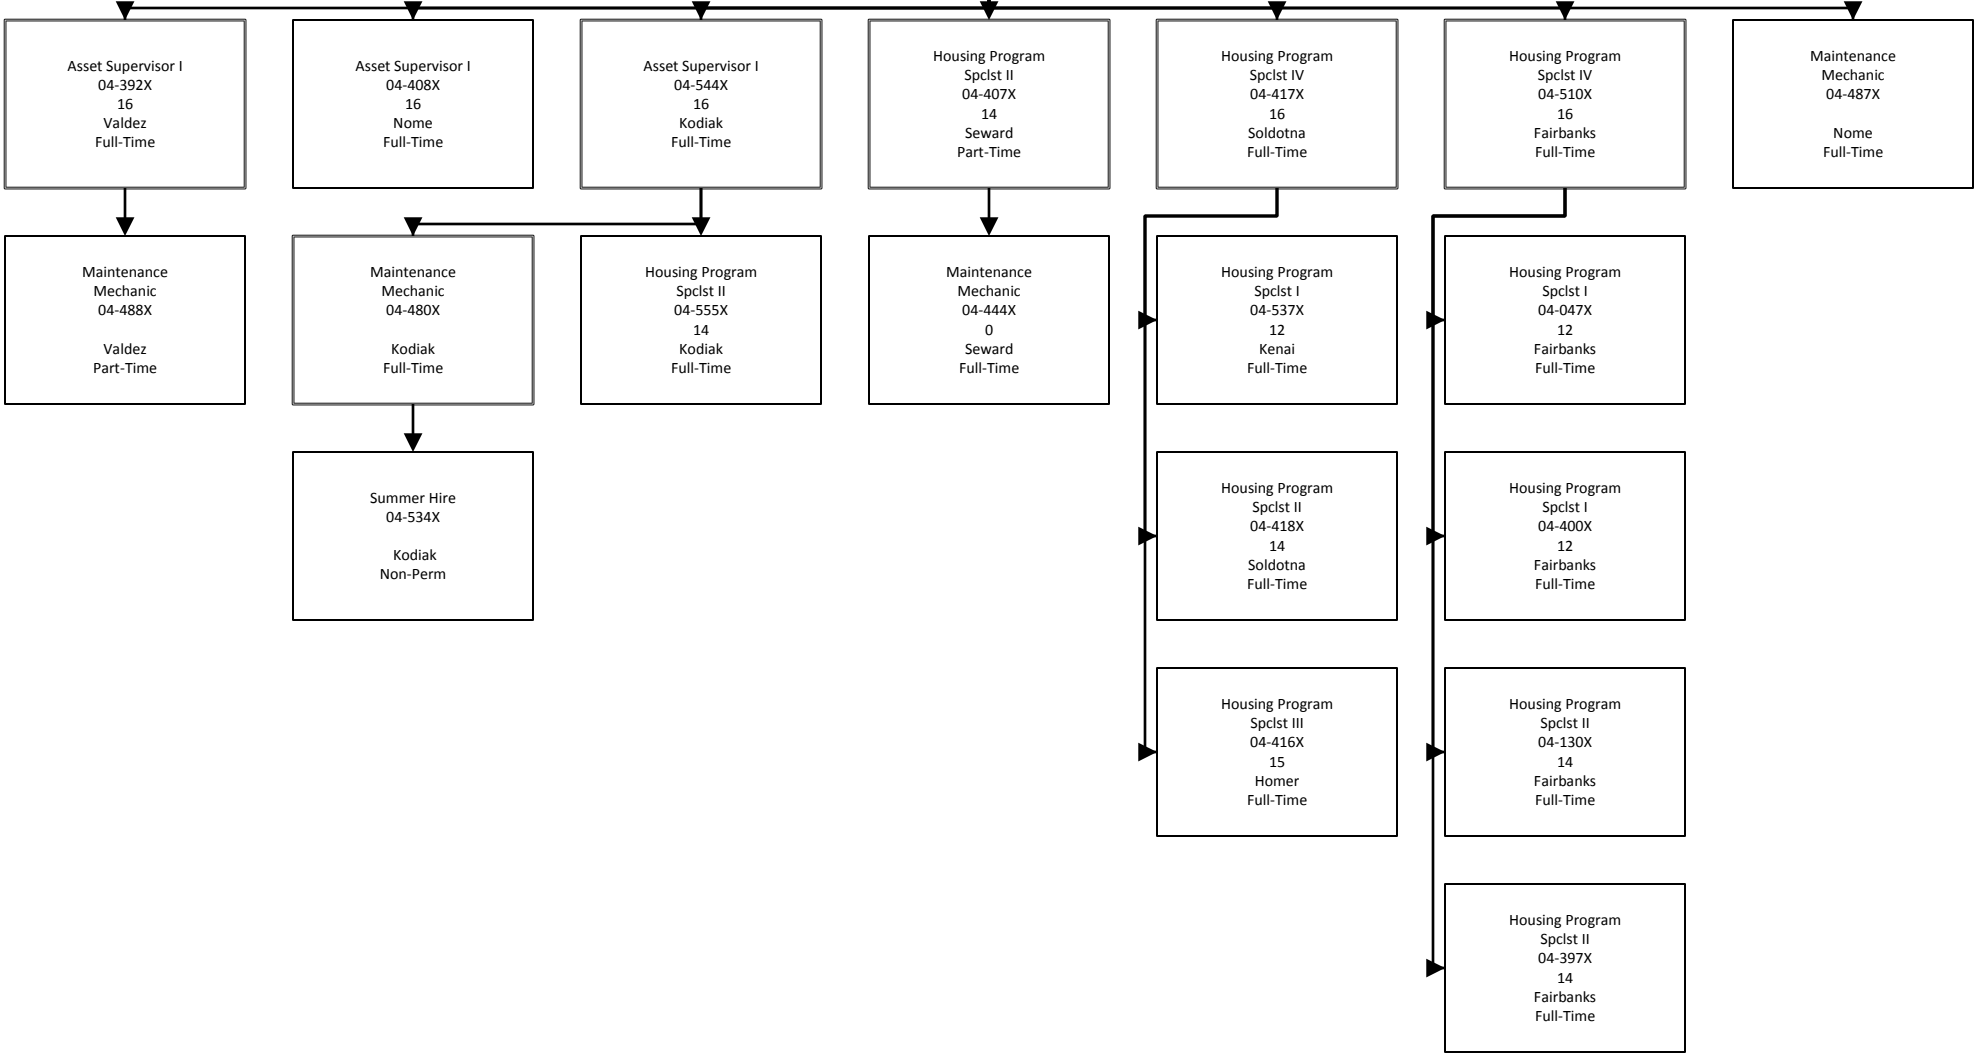 Asset Supervisor I
04-392X
16
Valdez
Full-Time
Asset Supervisor I
04-408X
16
Nome
Full-Time
Asset Supervisor I
04-544X
16
Kodiak
Full-Time
Housing Program
Spclst II
04-407X
14
Seward
Part-Time
Housing Program
Spclst IV
04-417X
16
Soldotna
Full-Time
Housing Program
Spclst IV
04-510X
16
Fairbanks
Full-Time
Maintenance
Mechanic
04-487X
Nome
Full-Time
Maintenance
Mechanic
04-488X
Valdez
Part-Time
Maintenance
Mechanic
04-480X
Kodiak
Full-Time
Housing Program
Spclst II
04-555X
14
Kodiak
Full-Time
Maintenance
Mechanic
04-444X
0
Seward
Full-Time
Housing Program
Spclst I
04-537X
12
Kenai
Full-Time
Housing Program
Spclst I
04-047X
12
Fairbanks
Full-Time
Summer Hire
04-534X
Kodiak
Non-Perm
Housing Program
Spclst II
04-418X
14
Soldotna
Full-Time
Housing Program
Spclst I
04-400X
12
Fairbanks
Full-Time
Housing Program
Spclst III
04-416X
15
Homer
Full-Time
Housing Program
Spclst II
04-130X
14
Fairbanks
Full-Time
Housing Program
Spclst II
04-397X
14
Fairbanks
Full-Time